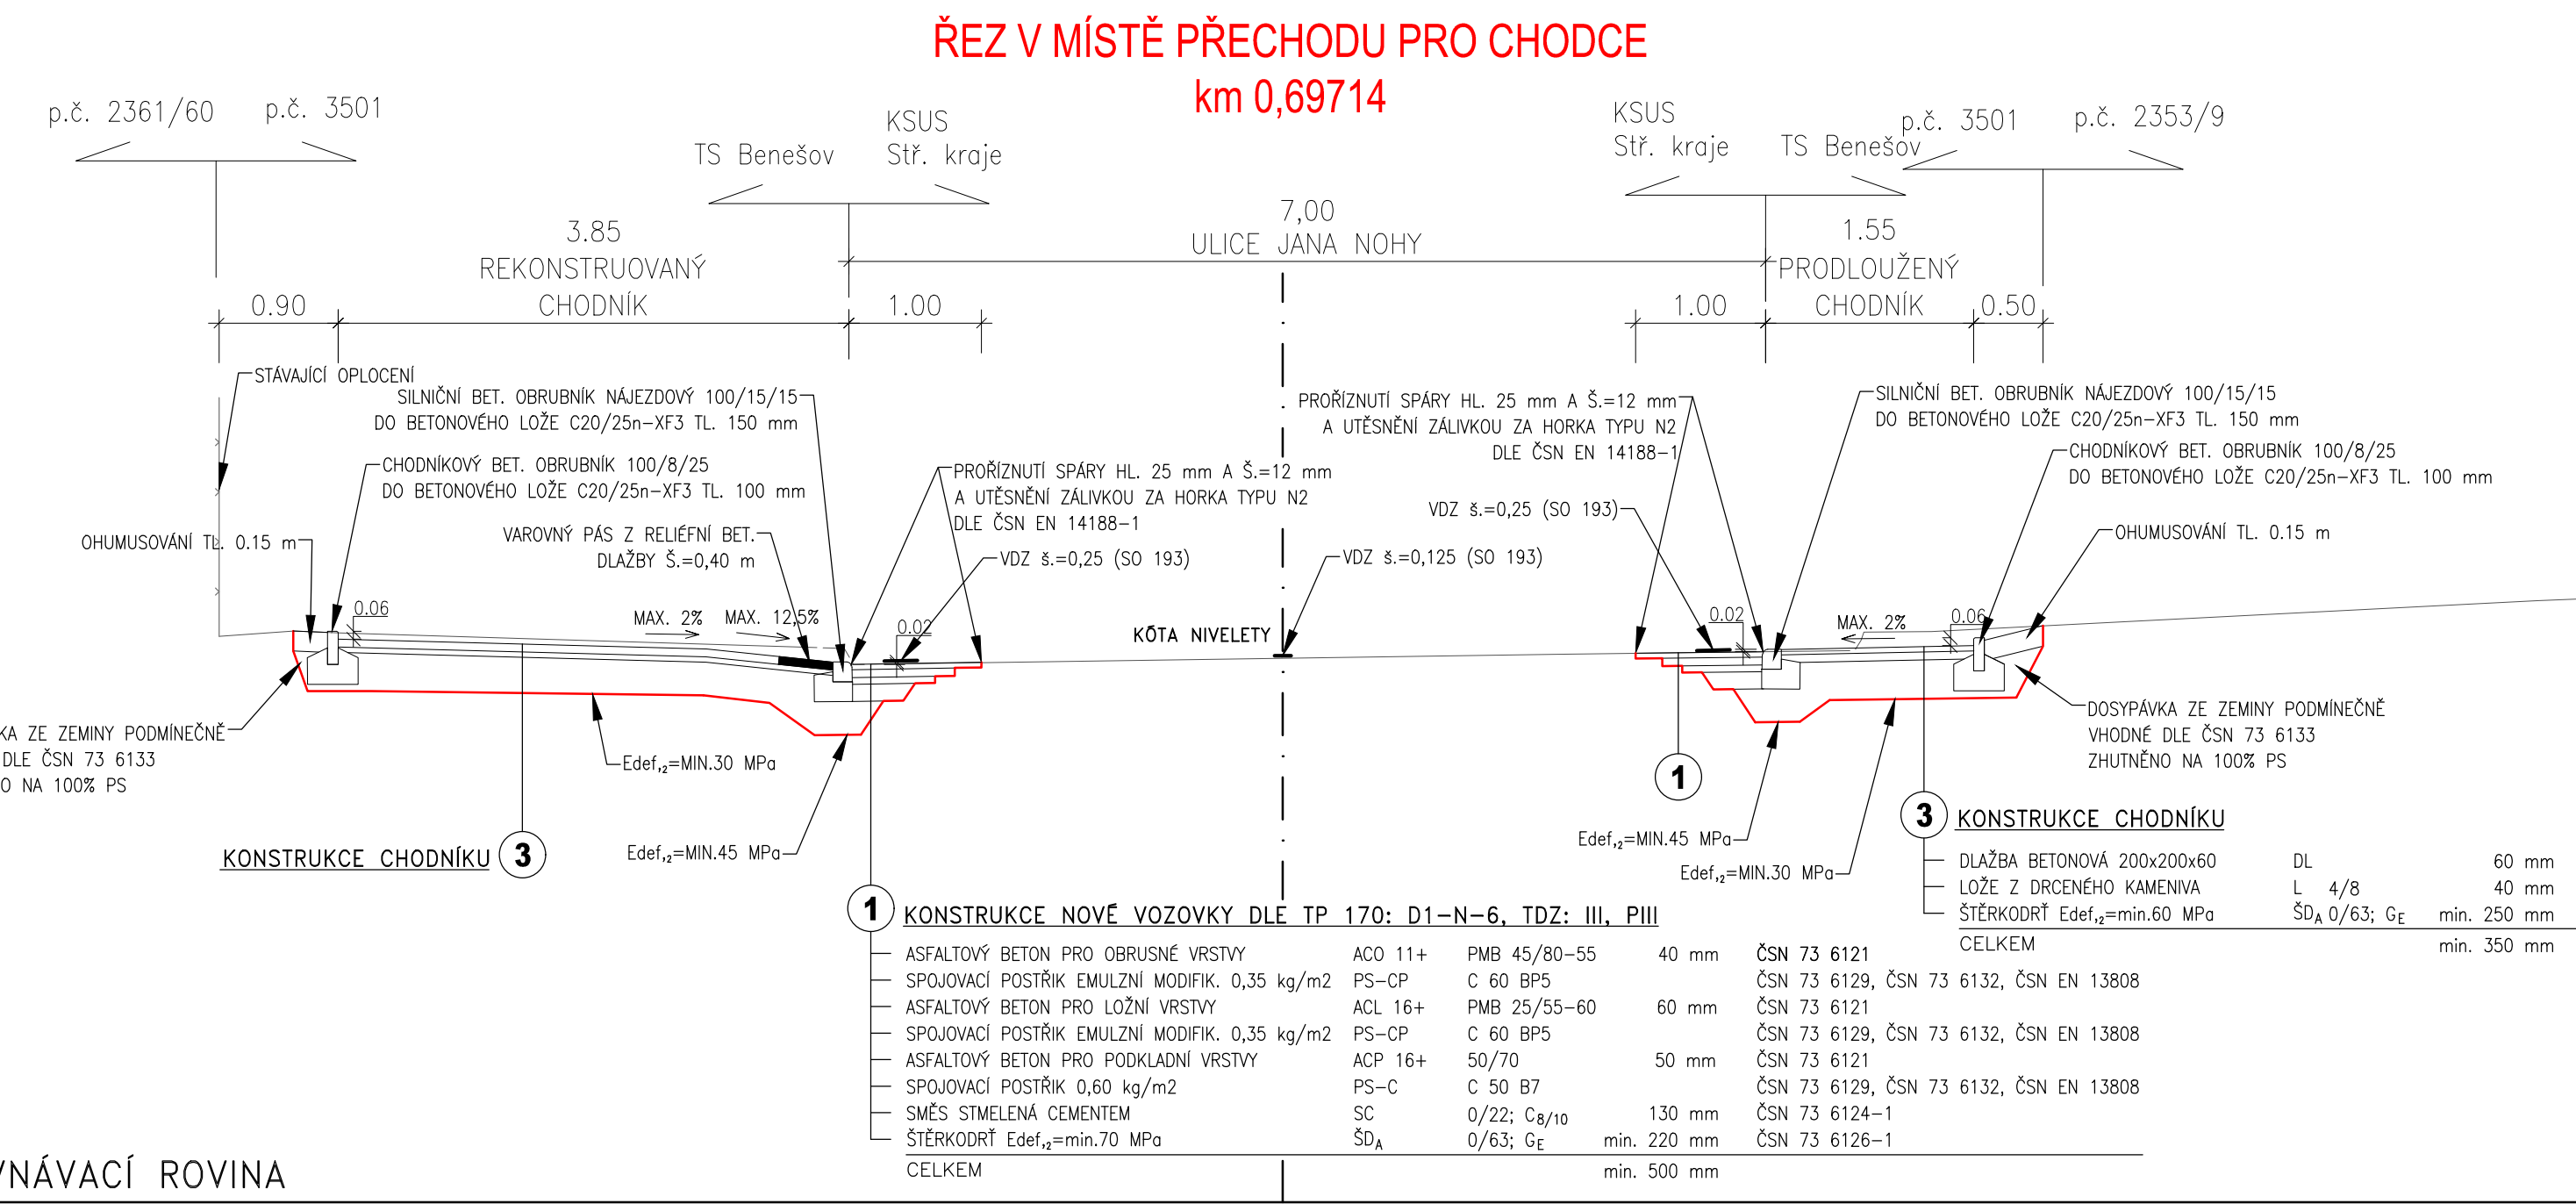 ŘEZ V MÍSTĚ PŘECHODU PRO CHODCE
km 0,69714
p.č. 2361/60
p.č. 3501
TS Benešov
KSUS
Stř. kraje
KSUS
Stř. kraje
TS Benešov
p.č. 3501
p.č. 2353/9
3.85
REKONSTRUOVANÝ
CHODNÍK
7,00
ULICE JANA NOHY
1.55
PRODLOUŽENÝ
CHODNÍK
0.90
1.00
1.00
0.50
STÁVAJÍCÍ OPLOCENÍ
SILNIČNÍ BET. OBRUBNÍK NÁJEZDOVÝ 100/15/15
DO BETONOVÉHO LOŽE C20/25n-XF3 TL. 150 mm
CHODNÍKOVÝ BET. OBRUBNÍK 100/8/25
DO BETONOVÉHO LOŽE C20/25n-XF3 TL. 100 mm
VAROVNÝ PÁS Z RELIÉFNÍ BET.
DLAŽBY Š.=0,40 m
OHUMUSOVÁNÍ TL. 0.15 m
PROŘÍZNUTÍ SPÁRY HL. 25 mm A Š.=12 mm
A UTĚSNĚNÍ ZÁLIVKOU ZA HORKA TYPU N2
DLE ČSN EN 14188-1
VDZ š.=0,25 (SO 193)
PROŘÍZNUTÍ SPÁRY HL. 25 mm A Š.=12 mm
A UTĚSNĚNÍ ZÁLIVKOU ZA HORKA TYPU N2
DLE ČSN EN 14188-1
VDZ š.=0,25 (SO 193)
VDZ š.=0,125 (SO 193)
SILNIČNÍ BET. OBRUBNÍK NÁJEZDOVÝ 100/15/15
DO BETONOVÉHO LOŽE C20/25n-XF3 TL. 150 mm
CHODNÍKOVÝ BET. OBRUBNÍK 100/8/25
DO BETONOVÉHO LOŽE C20/25n-XF3 TL. 100 mm
OHUMUSOVÁNÍ TL. 0.15 m
0.06
MAX. 2%
MAX. 12,5%
0.02
KÓTA NIVELETY
0.02
MAX. 2%
0.06
KA ZE ZEMINY PODMÍNEČNĚ
DLE ČSN 73 6133
O NA 100% PS
Edef,₂=MIN.30 MPa
Edef,₂=MIN.45 MPa
DOSYPÁVKA ZE ZEMINY PODMÍNEČNĚ
VHODNÉ DLE ČSN 73 6133
ZHUTNĚNO NA 100% PS
1
Edef,₂=MIN.45 MPa
Edef,₂=MIN.30 MPa
KONSTRUKCE CHODNÍKU 3
3 KONSTRUKCE CHODNÍKU
DLAŽBA BETONOVÁ 200x200x60 DL 60 mm
LOŽE Z DRCENÉHO KAMENIVA L 4/8 40 mm
ŠTĚRKODRŤ Edef,₂=min.60 MPa ŠDA 0/63; GE min. 250 mm
CELKEM min. 350 mm
1 KONSTRUKCE NOVÉ VOZOVKY DLE TP 170: D1-N-6, TDZ: III, PIII
ASFALTOVÝ BETON PRO OBRUSNÉ VRSTVY ACO 11+ PMB 45/80-55 40 mm ČSN 73 6121
SPOJOVACÍ POSTŘIK EMULZNÍ MODIFIK. 0,35 kg/m2 PS-CP C 60 BP5 ČSN 73 6129, ČSN 73 6132, ČSN EN 13808
ASFALTOVÝ BETON PRO LOŽNÍ VRSTVY ACL 16+ PMB 25/55-60 60 mm ČSN 73 6121
SPOJOVACÍ POSTŘIK EMULZNÍ MODIFIK. 0,35 kg/m2 PS-CP C 60 BP5 ČSN 73 6129, ČSN 73 6132, ČSN EN 13808
ASFALTOVÝ BETON PRO PODKLADNÍ VRSTVY ACP 16+ 50/70 50 mm ČSN 73 6121
SPOJOVACÍ POSTŘIK 0,60 kg/m2 PS-C C 50 B7 ČSN 73 6129, ČSN 73 6132, ČSN EN 13808
SMĚS STMELENÁ CEMENTEM SC 0/22; C8/10 130 mm ČSN 73 6124-1
ŠTĚRKODRŤ Edef,₂=min.70 MPa ŠDA 0/63; GE min. 220 mm ČSN 73 6126-1
CELKEM min. 500 mm
VNÁVACÍ ROVINA